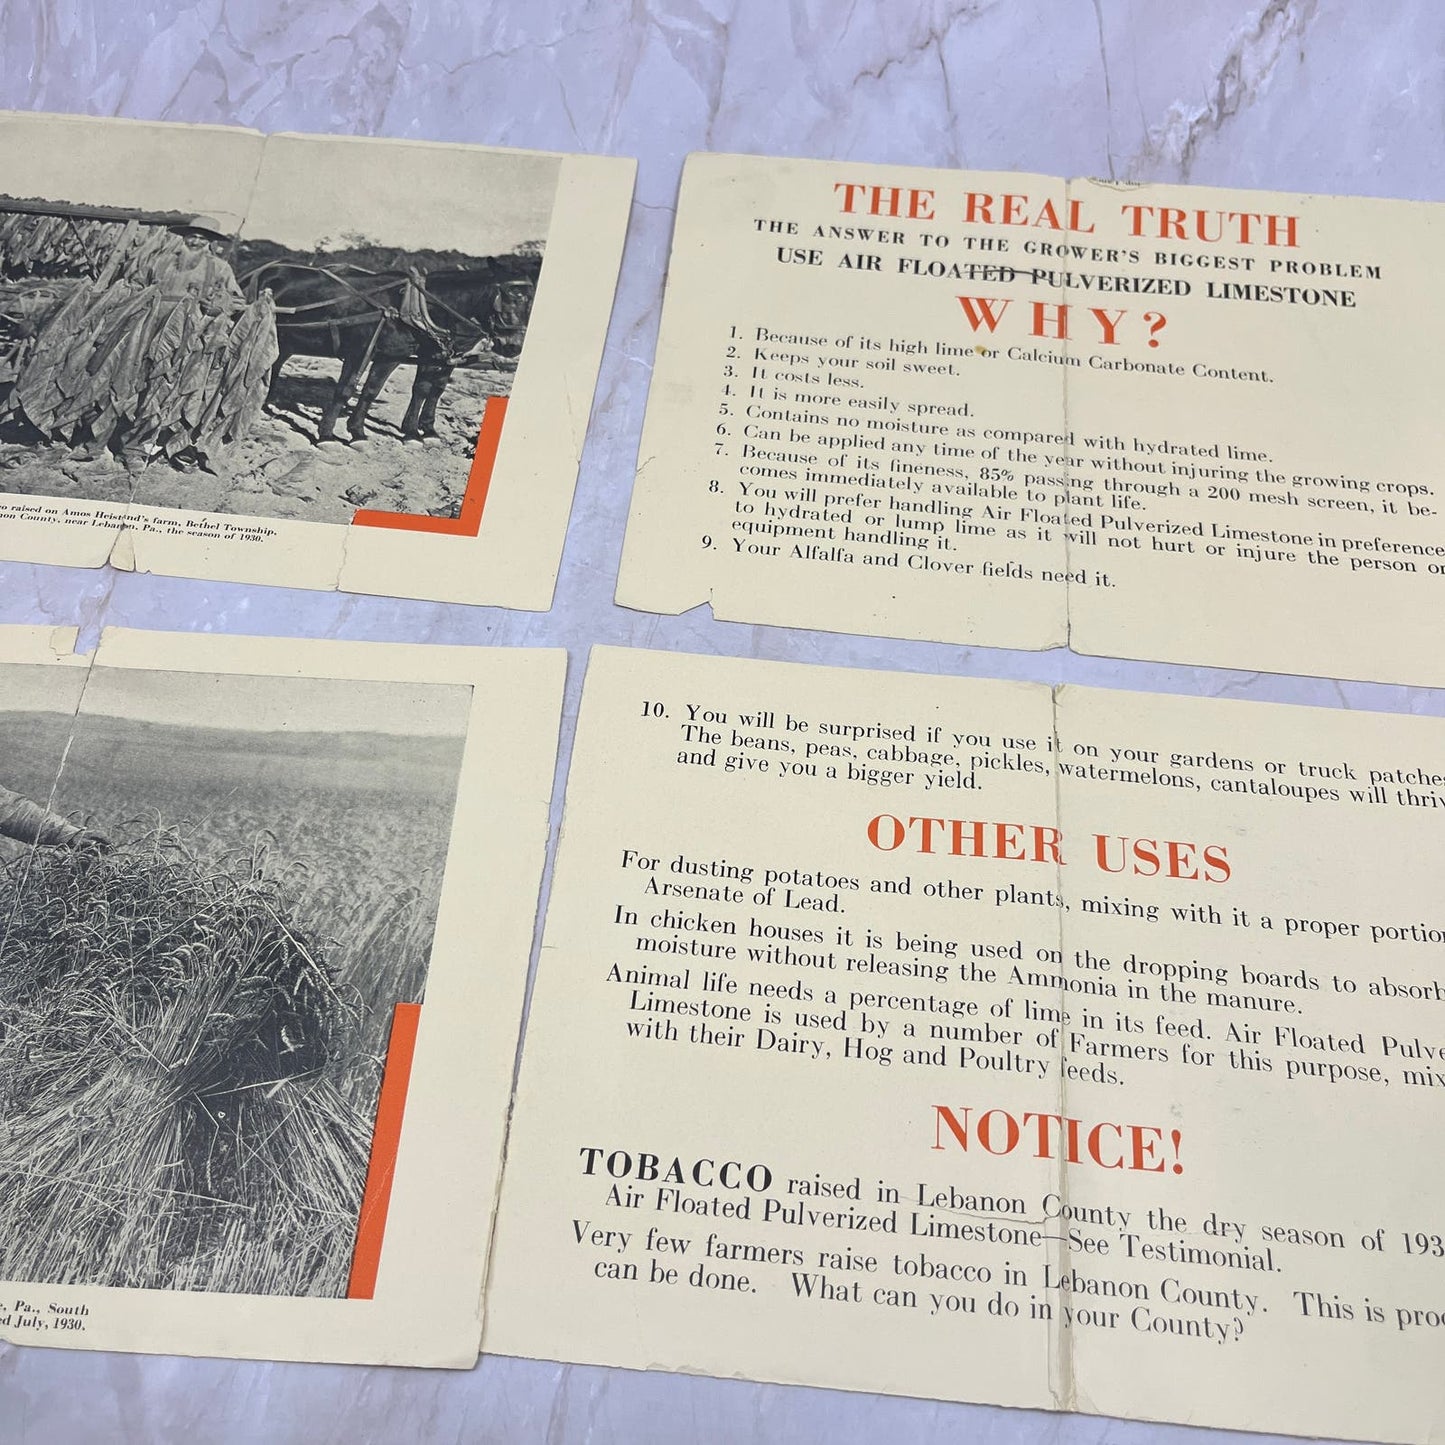 raised on Amos Heistand's farm, Bethel Township,
County, near Lebanon, Pa., the season of 1930.
THE REAL TRUTH
THE ANSWER TO THE GROWER'S BIGGEST PROBLEM
USE AIR FLOATED PULVERIZED LIMESTONE
WHY?
1. Because of its high lime or Calcium Carbonate Content.
2. Keeps your soil sweet.
3. It costs less.
4. It is more easily spread.
5. Contains no moisture as compared with hydrated lime.
6. Can be applied any time of the year without injuring the growing crops.
7. Because of its fineness, 85% passing through a 200 mesh screen, it be-
comes immediately available to plant life.
8. You will prefer handling Air Floated Pulverized Limestone in preference
to hydrated or lump lime as it will not hurt or injure the person or
equipment handling it.
9. Your Alfalfa and Clover fields need it.
Pa., South
July, 1930.
10. You will be surprised if you use it on your gardens or truck patches
The beans, peas, cabbage, pickles, watermelons, cantaloupes will
and give you a bigger yield.
OTHER USES
For dusting potatoes and other plants, mixing with it a proper
Arsenate of Lead.
In chicken houses it is being used on the dropping boards to absorb
moisture without releasing the Ammonia in the manure.
Animal life needs a percentage of lime in its feed. Air Floated
Limestone is used by a number of Farmers for this purpose,
with their Dairy, Hog and Poultry feeds.
NOTICE!
TOBACCO raised in Lebanon County the dry season of 193
Air Floated Pulverized Limestone—See Testimonial.
Very few farmers raise tobacco in Lebanon County. This is
can be done. What can you do in your County?